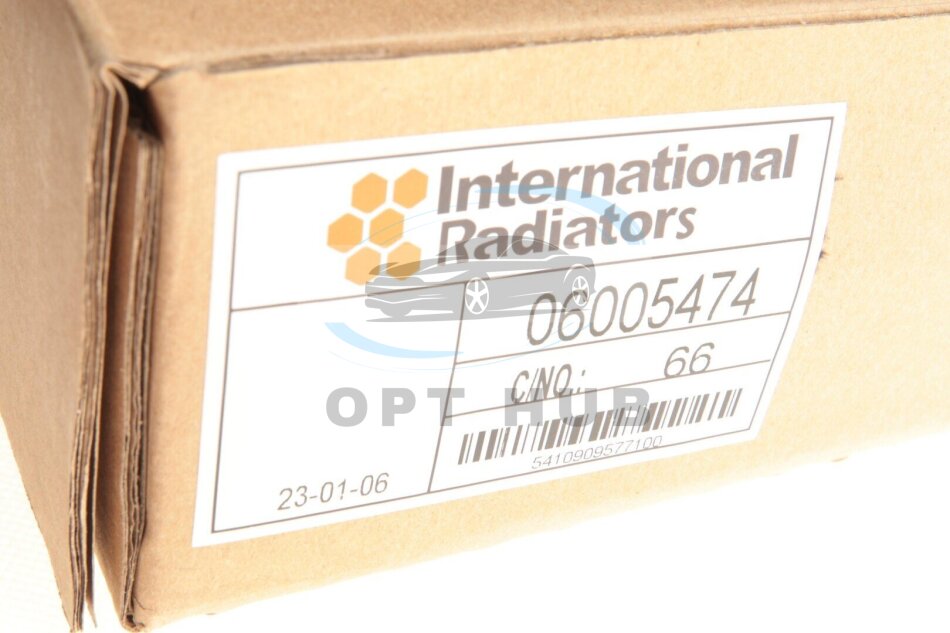 International
Radiators
06005474
C/NO.: 66
OPT HUB
5410909577100
23-01-06